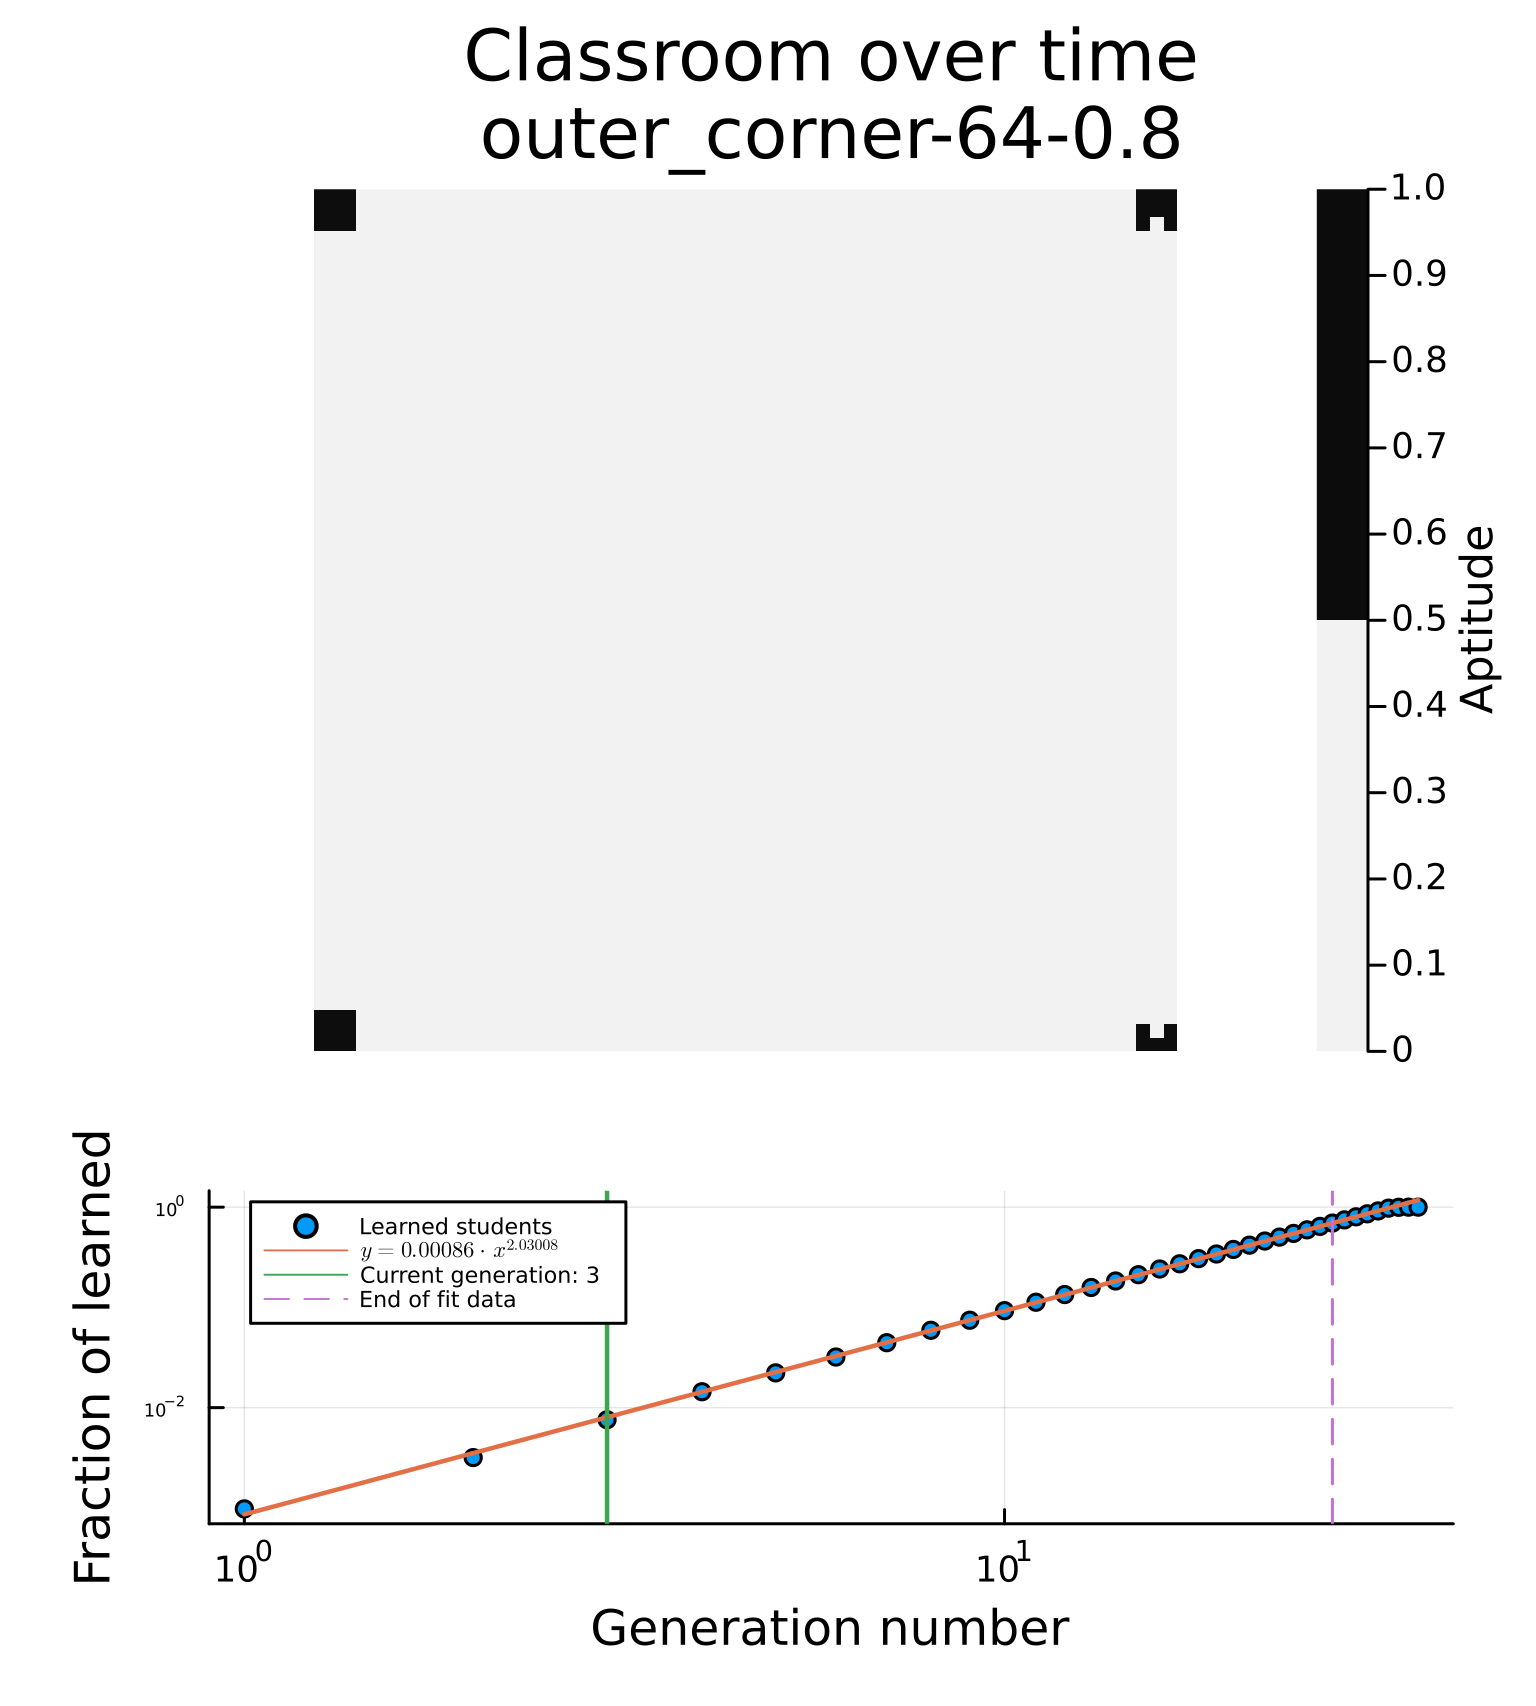 Classroom over time
outer_corner-64-0.8
1.0
0.9
0.8
0.7
0.6
0.5
0.4
0.3
0.2
0.1
0
Aptitude
Fraction of learned
10^0
10^-2
Learned students
y = 0.00086 · x^2.03008
Current generation: 3
End of fit data
10^0
10^1
Generation number